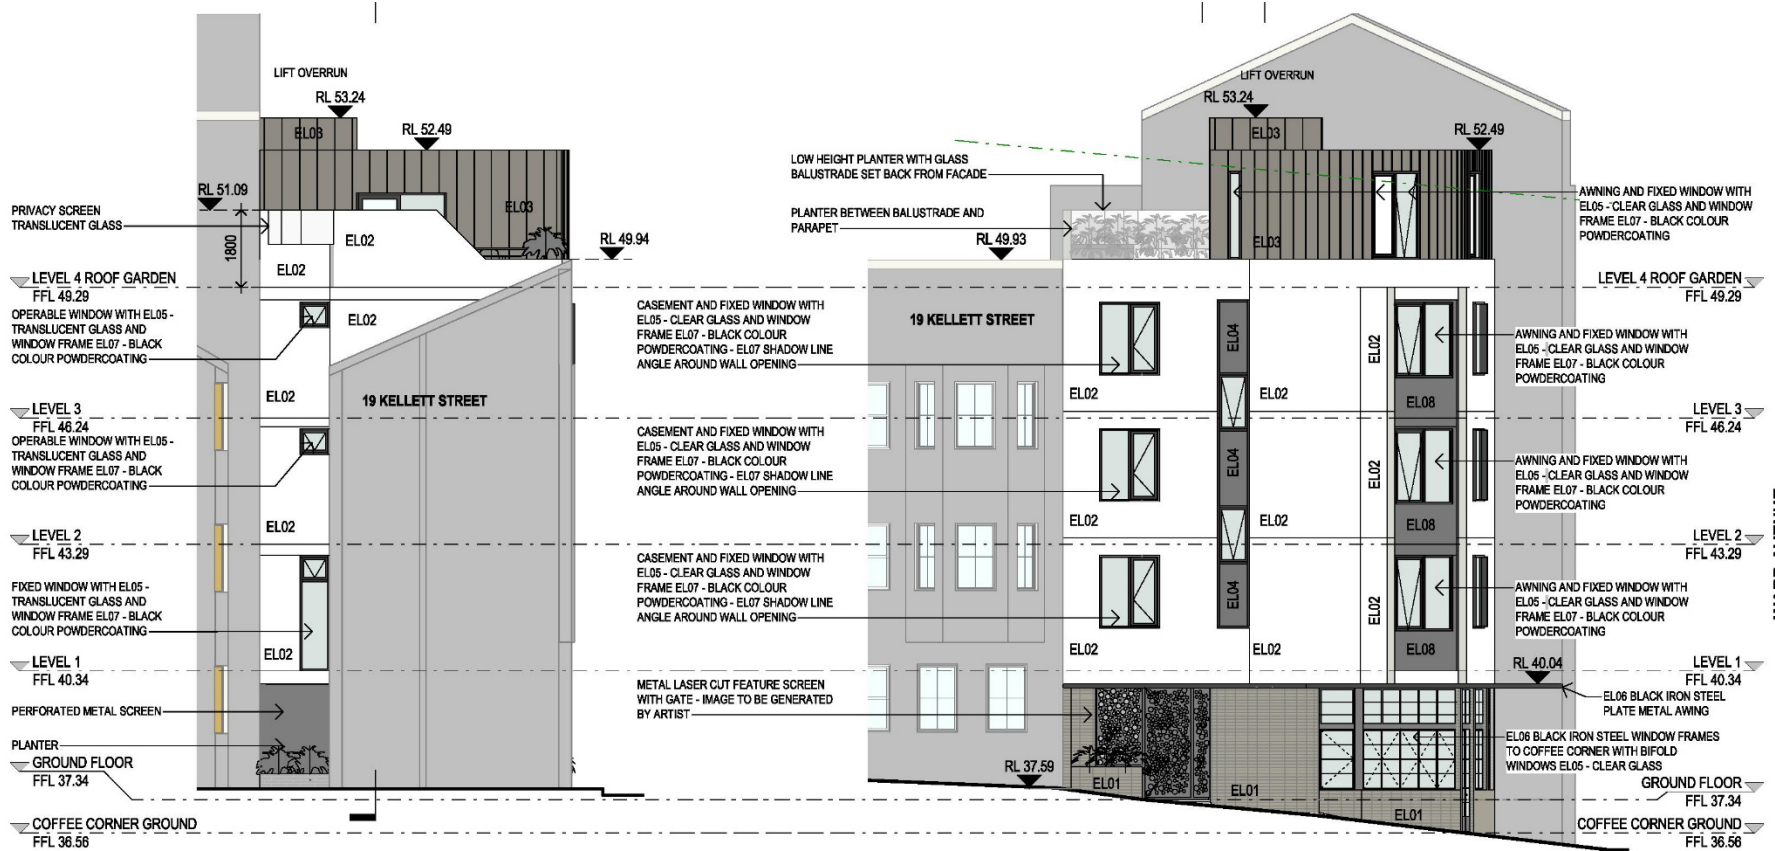 LIFT OVERRUN
RL 53.24
EL03
RL 52.49
RL 51.09
EL03
PRIVACY SCREEN
TRANSLUCENT GLASS
EL02
RL 49.94
1800
EL02
LEVEL 4 ROOF GARDEN
FFL 49.29
OPERABLE WINDOW WITH EL05 -
TRANSLUCENT GLASS AND
WINDOW FRAME EL07 - BLACK
COLOUR POWDERCOATING
EL02
EL02
19 KELLETT STREET
LEVEL 3
FFL 46.24
OPERABLE WINDOW WITH EL05 -
TRANSLUCENT GLASS AND
WINDOW FRAME EL07 - BLACK
COLOUR POWDERCOATING
EL02
LEVEL 2
FFL 43.29
FIXED WINDOW WITH EL05 -
TRANSLUCENT GLASS AND
WINDOW FRAME EL07 - BLACK
COLOUR POWDERCOATING
EL02
LEVEL 1
FFL 40.34
PERFORATED METAL SCREEN
PLANTER
GROUND FLOOR
FFL 37.34
COFFEE CORNER GROUND
FFL 36.56
LIFT OVERRUN
RL 53.24
EL03
RL 52.49
LOW HEIGHT PLANTER WITH GLASS
BALUSTRADE SET BACK FROM FACADE
PLANTER BETWEEN BALUSTRADE AND
PARAPET
RL 49.93
EL03
AWNING AND FIXED WINDOW WITH
EL05 - CLEAR GLASS AND WINDOW
FRAME EL07 - BLACK COLOUR
POWDERCOATING
LEVEL 4 ROOF GARDEN
FFL 49.29
CASEMENT AND FIXED WINDOW WITH
EL05 - CLEAR GLASS AND WINDOW
FRAME EL07 - BLACK COLOUR
POWDERCOATING - EL07 SHADOW LINE
ANGLE AROUND WALL OPENING
19 KELLETT STREET
EL04
EL02
AWNING AND FIXED WINDOW WITH
EL05 - CLEAR GLASS AND WINDOW
FRAME EL07 - BLACK COLOUR
POWDERCOATING
EL02
EL02
EL08
LEVEL 3
FFL 46.24
CASEMENT AND FIXED WINDOW WITH
EL05 - CLEAR GLASS AND WINDOW
FRAME EL07 - BLACK COLOUR
POWDERCOATING - EL07 SHADOW LINE
ANGLE AROUND WALL OPENING
EL04
EL02
AWNING AND FIXED WINDOW WITH
EL05 - CLEAR GLASS AND WINDOW
FRAME EL07 - BLACK COLOUR
POWDERCOATING
EL02
EL02
EL08
LEVEL 2
FFL 43.29
CASEMENT AND FIXED WINDOW WITH
EL05 - CLEAR GLASS AND WINDOW
FRAME EL07 - BLACK COLOUR
POWDERCOATING - EL07 SHADOW LINE
ANGLE AROUND WALL OPENING
EL04
EL02
AWNING AND FIXED WINDOW WITH
EL05 - CLEAR GLASS AND WINDOW
FRAME EL07 - BLACK COLOUR
POWDERCOATING
EL02
EL02
EL08
RL 40.04
LEVEL 1
FFL 40.34
METAL LASER CUT FEATURE SCREEN
WITH GATE - IMAGE TO BE GENERATED
BY ARTIST
EL06 BLACK IRON STEEL
PLATE METAL AWING
EL06 BLACK IRON STEEL WINDOW FRAMES
TO COFFEE CORNER WITH BIFOLD
WINDOWS EL05 - CLEAR GLASS
RL 37.59
EL01
EL01
EL01
GROUND FLOOR
FFL 37.34
COFFEE CORNER GROUND
FFL 36.56